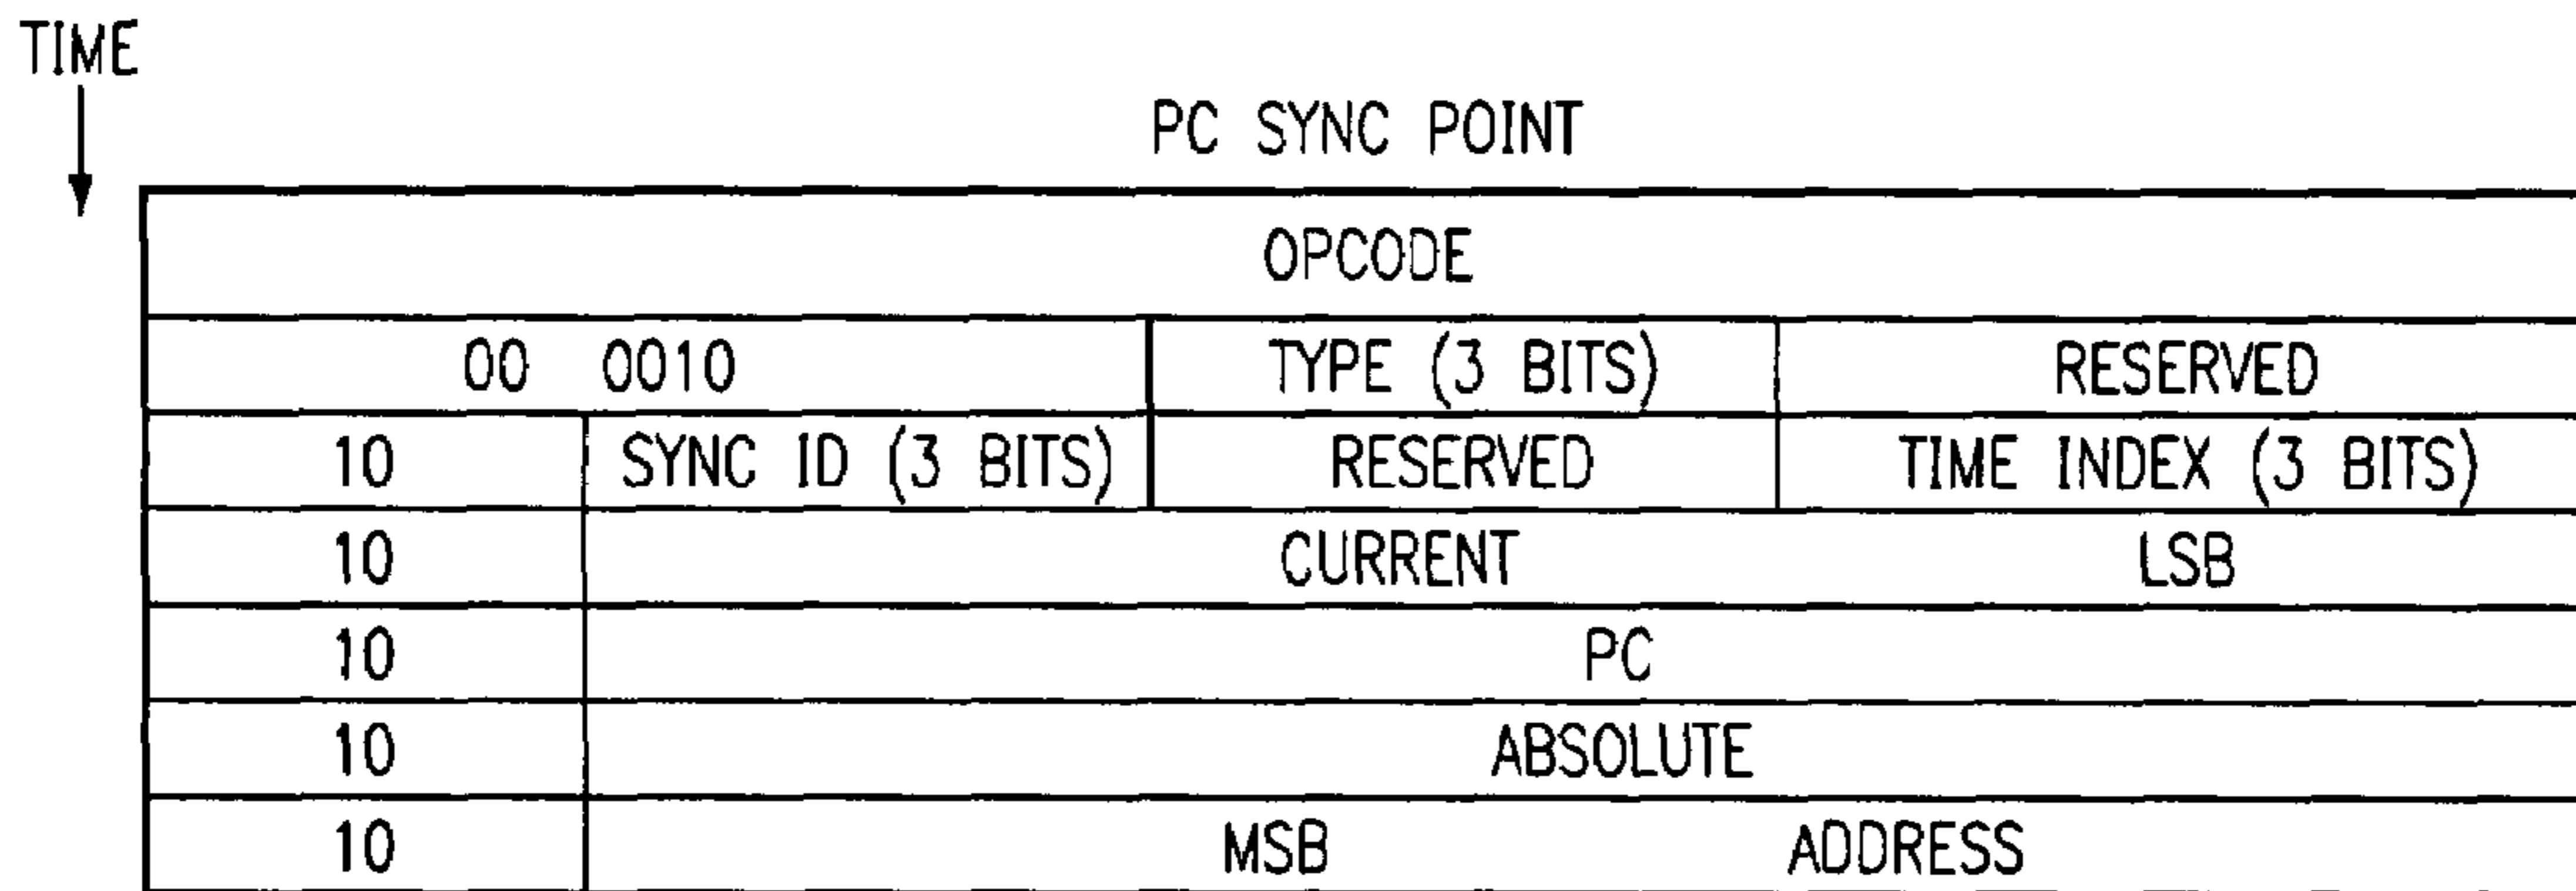 TIME
PC SYNC POINT
OPCODE
00 0010 TYPE (3 BITS) RESERVED
10 SYNC ID (3 BITS) RESERVED TIME INDEX (3 BITS)
10 CURRENT LSB
10 PC
10 ABSOLUTE
10 MSB ADDRESS